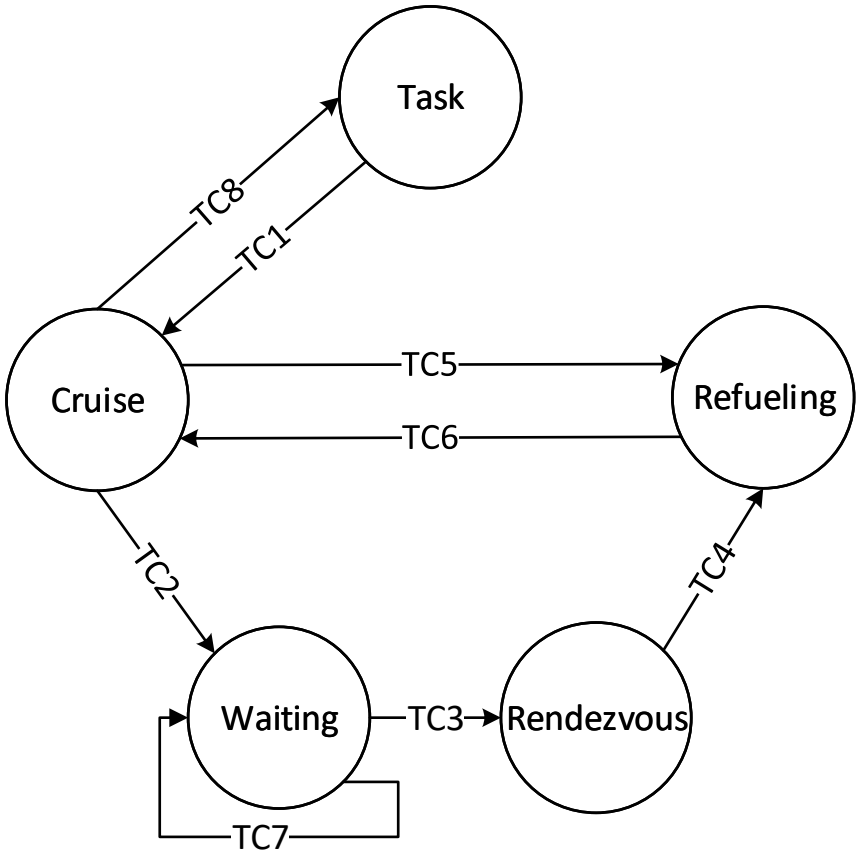 Task
TC8
TC1
TC5
Cruise
Refueling
TC6
TC2
TC4
Waiting
TC3
Rendezvous
TC7